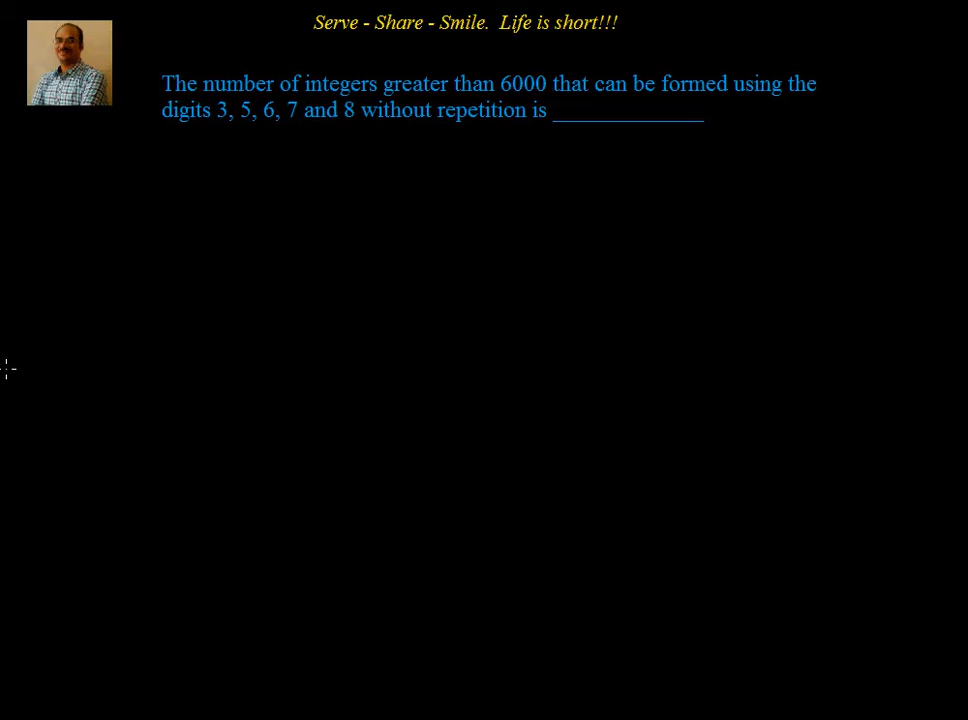 Serve - Share - Smile.  Life is short!!!
The number of integers greater than 6000 that can be formed using the
digits 3, 5, 6, 7 and 8 without repetition is ______________